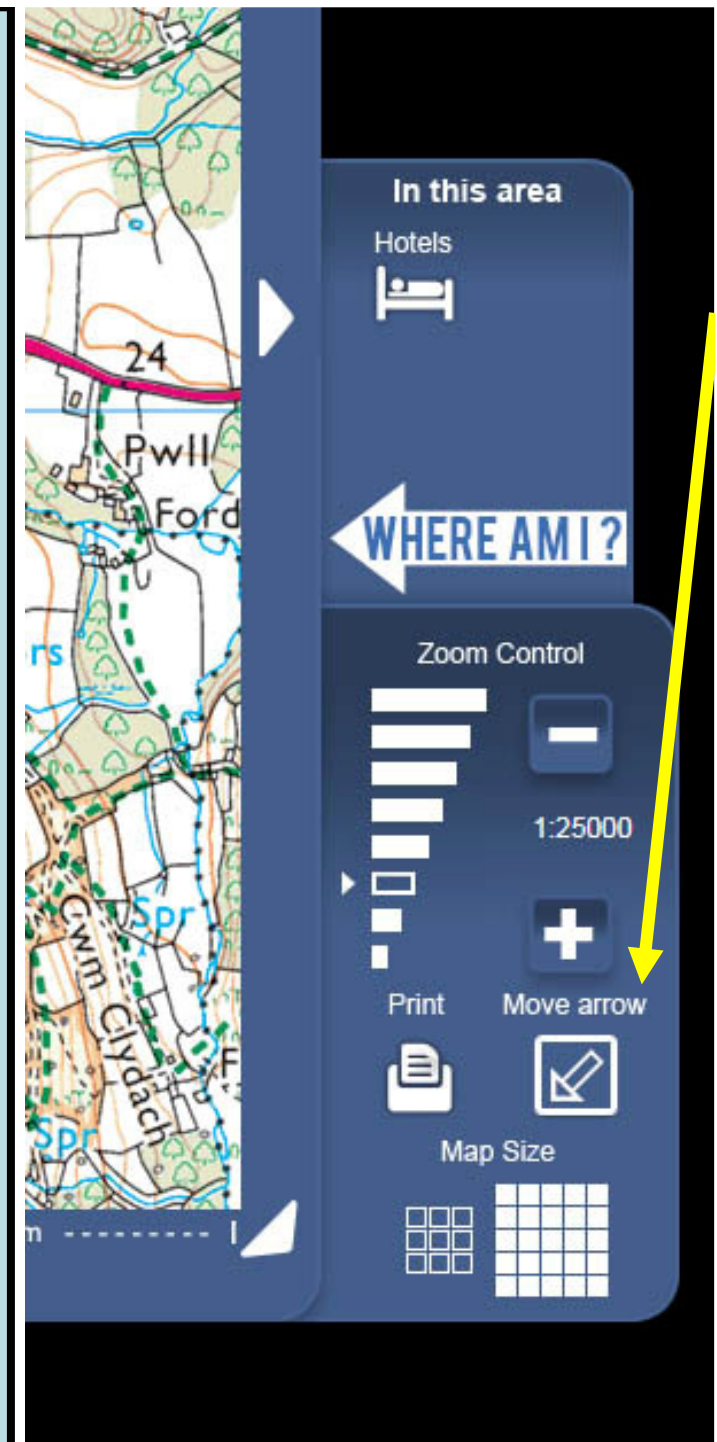 In this area
Hotels
24
Pwll
Ford
WHERE AM I ?
rs
Zoom Control
1:25000
Spr
Cwm Clydach
Print
Move arrow
F
Spr
Map Size
m --------- I